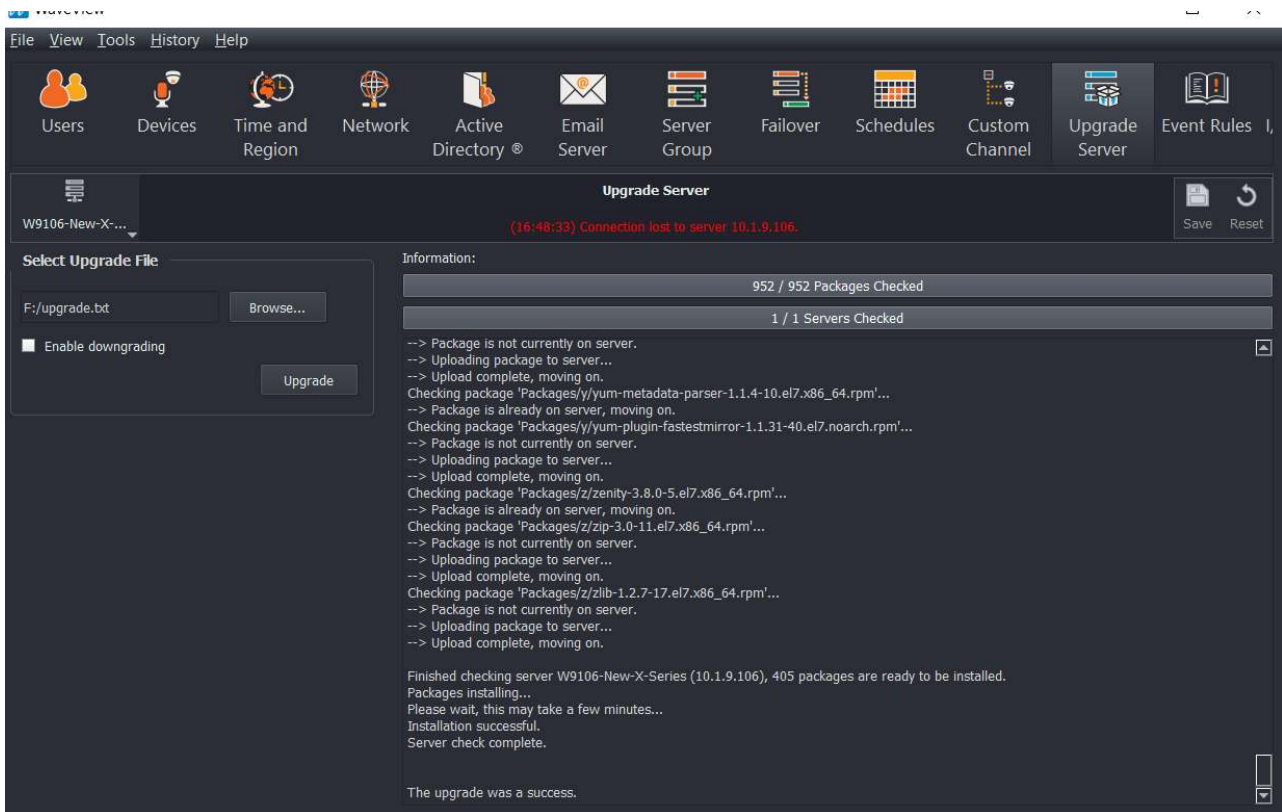 WaveView
File View Tools History Help
Users
Devices
Time and
Region
Network
Active
Directory ®
Email
Server
Server
Group
Failover
Schedules
Custom
Channel
Upgrade
Server
Event Rules
Upgrade Server
W9106-New-X-...
(16:48:33) Connection lost to server 10.1.9.106.
Save Reset
Select Upgrade File
F:/upgrade.txt
Browse...
Enable downgrading
Upgrade
Information:
952 / 952 Packages Checked
1 / 1 Servers Checked
--> Package is not currently on server.
--> Uploading package to server...
--> Upload complete, moving on.
Checking package 'Packages/y/yum-metadata-parser-1.1.4-10.el7.x86_64.rpm'...
--> Package is already on server, moving on.
Checking package 'Packages/y/yum-plugin-fastestmirror-1.1.31-40.el7.noarch.rpm'...
--> Package is not currently on server.
--> Uploading package to server...
--> Upload complete, moving on.
Checking package 'Packages/z/zenity-3.8.0-5.el7.x86_64.rpm'...
--> Package is already on server, moving on.
Checking package 'Packages/z/zip-3.0-11.el7.x86_64.rpm'...
--> Package is not currently on server.
--> Uploading package to server...
--> Upload complete, moving on.
Checking package 'Packages/z/zlib-1.2.7-17.el7.x86_64.rpm'...
--> Package is not currently on server.
--> Uploading package to server...
--> Upload complete, moving on.
Finished checking server W9106-New-X-Series (10.1.9.106), 405 packages are ready to be installed.
Packages installing...
Please wait, this may take a few minutes...
Installation successful.
Server check complete.
The upgrade was a success.